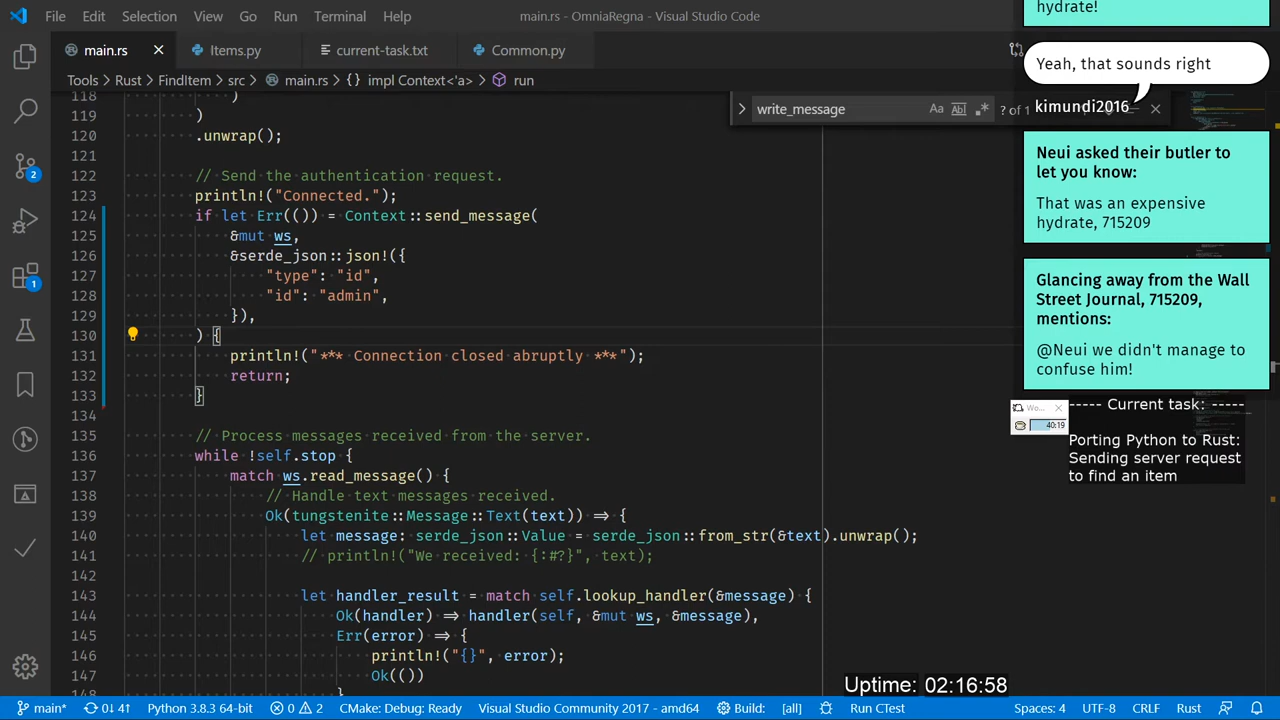 File Edit Selection View Go Run Terminal Help
main.rs - OmniaRegna - Visual Studio Code
main.rs
Items.py
current-task.txt
Common.py
Tools > Rust > FindItem > src > main.rs > {} impl Context<'a> > run
write_message
Aa
? of 1
118 )
119 )
120 .unwrap();
121
122 // Send the authentication request.
123 println!("Connected.");
124 if let Err(()) = Context::send_message(
125 &mut ws,
126 &serde_json::json!({
127 "type": "id",
128 "id": "admin",
129 }),
130 ) {
131 println!("*** Connection closed abruptly ***");
132 return;
133 }
134
135 // Process messages received from the server.
136 while !self.stop {
137 match ws.read_message() {
138 // Handle text messages received.
139 Ok(tungstenite::Message::Text(text)) => {
140 let message: serde_json::Value = serde_json::from_str(&text).unwrap();
141 // println!("We received: {:#?}", text);
142
143 let handler_result = match self.lookup_handler(&message) {
144 Ok(handler) => handler(self, &mut ws, &message),
145 Err(error) => {
146 println!("{}", error);
147 Ok(())
148 }
hydrate!
Yeah, that sounds right
kimundi2016
Neui asked their butler to
let you know:
That was an expensive
hydrate, 715209
Glancing away from the Wall
Street Journal, 715209,
mentions:
@Neui we didn't manage to
confuse him!
Wo...
40:19
----- Current task: -----
Porting Python to Rust:
Sending server request
to find an item
Uptime: 02:16:58
2
1
main* 0↓ 4↑ Python 3.8.3 64-bit 0 2 CMake: Debug: Ready Visual Studio Community 2017 - amd64 Build: [all] Run CTest Spaces: 4 UTF-8 CRLF Rust